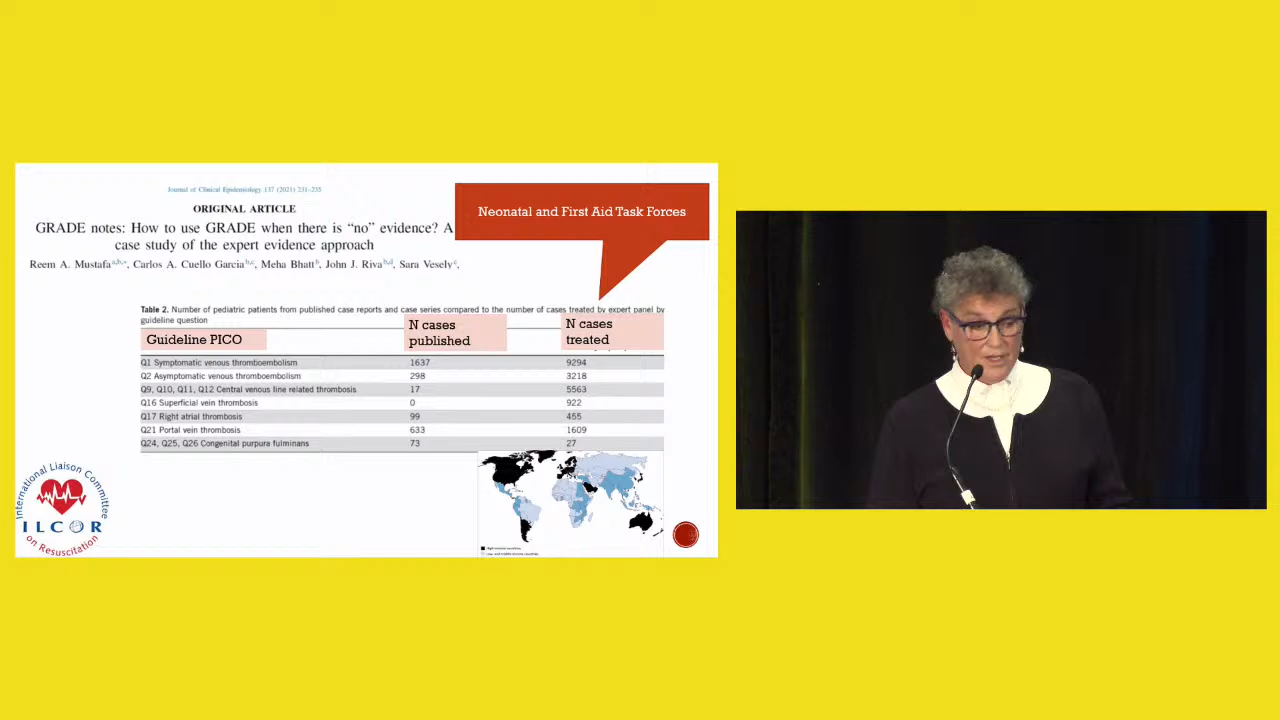 Journal of Clinical Epidemiology 137 (2021) 231–235
ORIGINAL ARTICLE
GRADE notes: How to use GRADE when there is “no” evidence? A
case study of the expert evidence approach
Reem A. Mustafa a,b,*, Carlos A. Cuello Garcia b,c, Meha Bhatt b, John J. Riva b,d, Sara Vesely e,
Neonatal and First Aid Task Forces
Table 2. Number of pediatric patients from published case reports and case series compared to the number of cases treated by expert panel by
guideline question
Guideline PICO
N cases
published
N cases
treated
Q1 Symptomatic venous thromboembolism 1637 9294
Q2 Asymptomatic venous thromboembolism 298 3218
Q9, Q10, Q11, Q12 Central venous line related thrombosis 17 5563
Q16 Superficial vein thrombosis 0 922
Q17 Right atrial thrombosis 99 455
Q21 Portal vein thrombosis 633 1609
Q24, Q25, Q26 Congenital purpura fulminans 73 27
International Liaison Committee
ILCOR
on Resuscitation